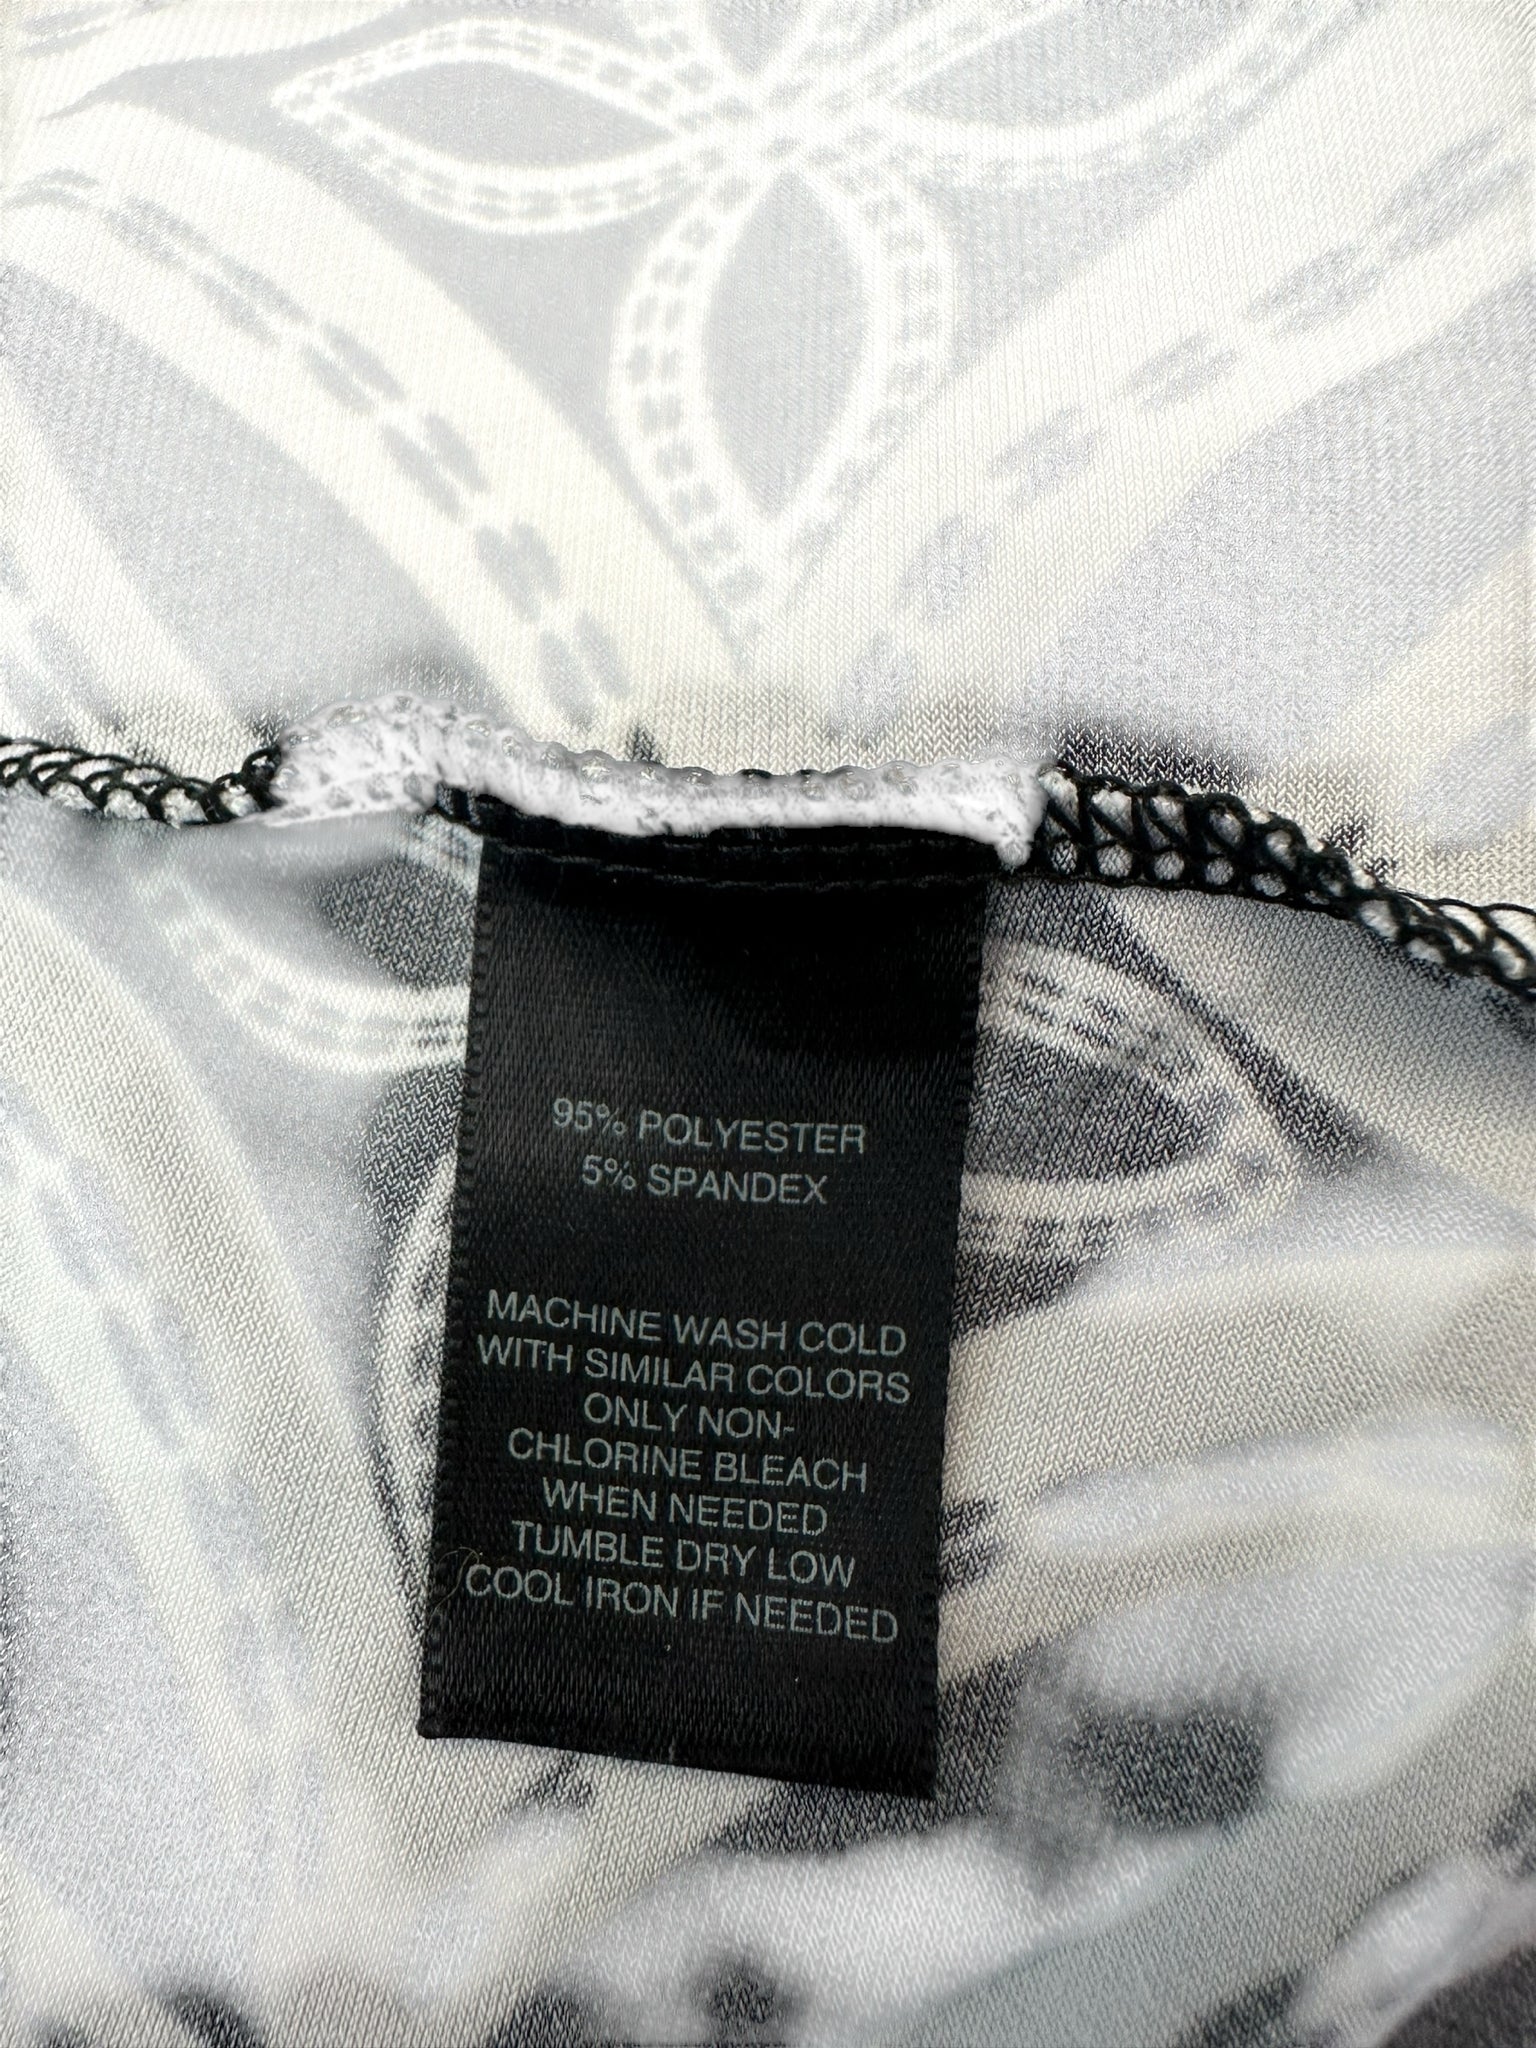 95% POLYESTER
5% SPANDEX
MACHINE WASH COLD
WITH SIMILAR COLORS
ONLY NON-
CHLORINE BLEACH
WHEN NEEDED
TUMBLE DRY LOW
COOL IRON IF NEEDED